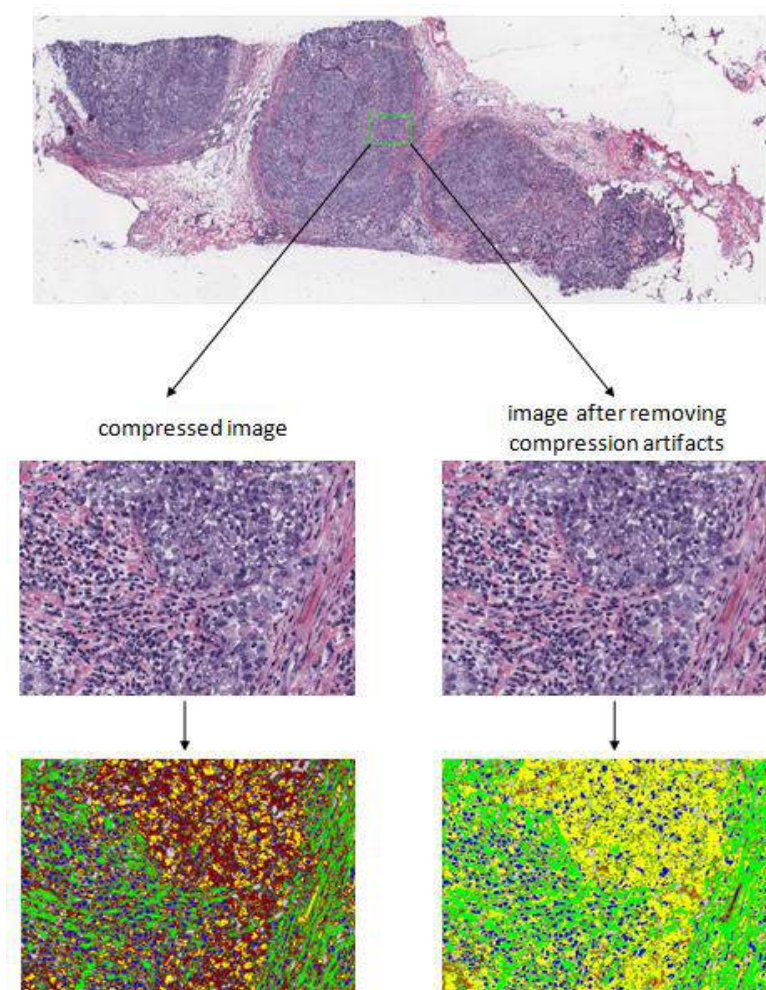 compressed image
image after removing
compression artifacts